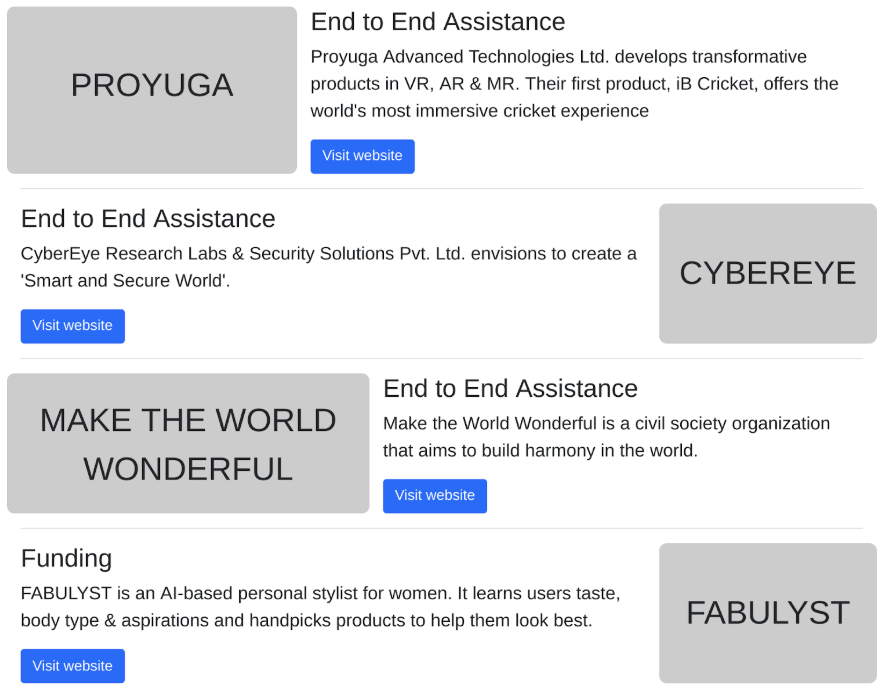 PROYUGA
End to End Assistance
Proyuga Advanced Technologies Ltd. develops transformative
products in VR, AR & MR. Their first product, iB Cricket, offers the
world's most immersive cricket experience
Visit website
End to End Assistance
CyberEye Research Labs & Security Solutions Pvt. Ltd. envisions to create a
'Smart and Secure World'.
Visit website
CYBEREYE
MAKE THE WORLD
WONDERFUL
End to End Assistance
Make the World Wonderful is a civil society organization
that aims to build harmony in the world.
Visit website
Funding
FABULYST is an AI-based personal stylist for women. It learns users taste,
body type & aspirations and handpicks products to help them look best.
Visit website
FABULYST